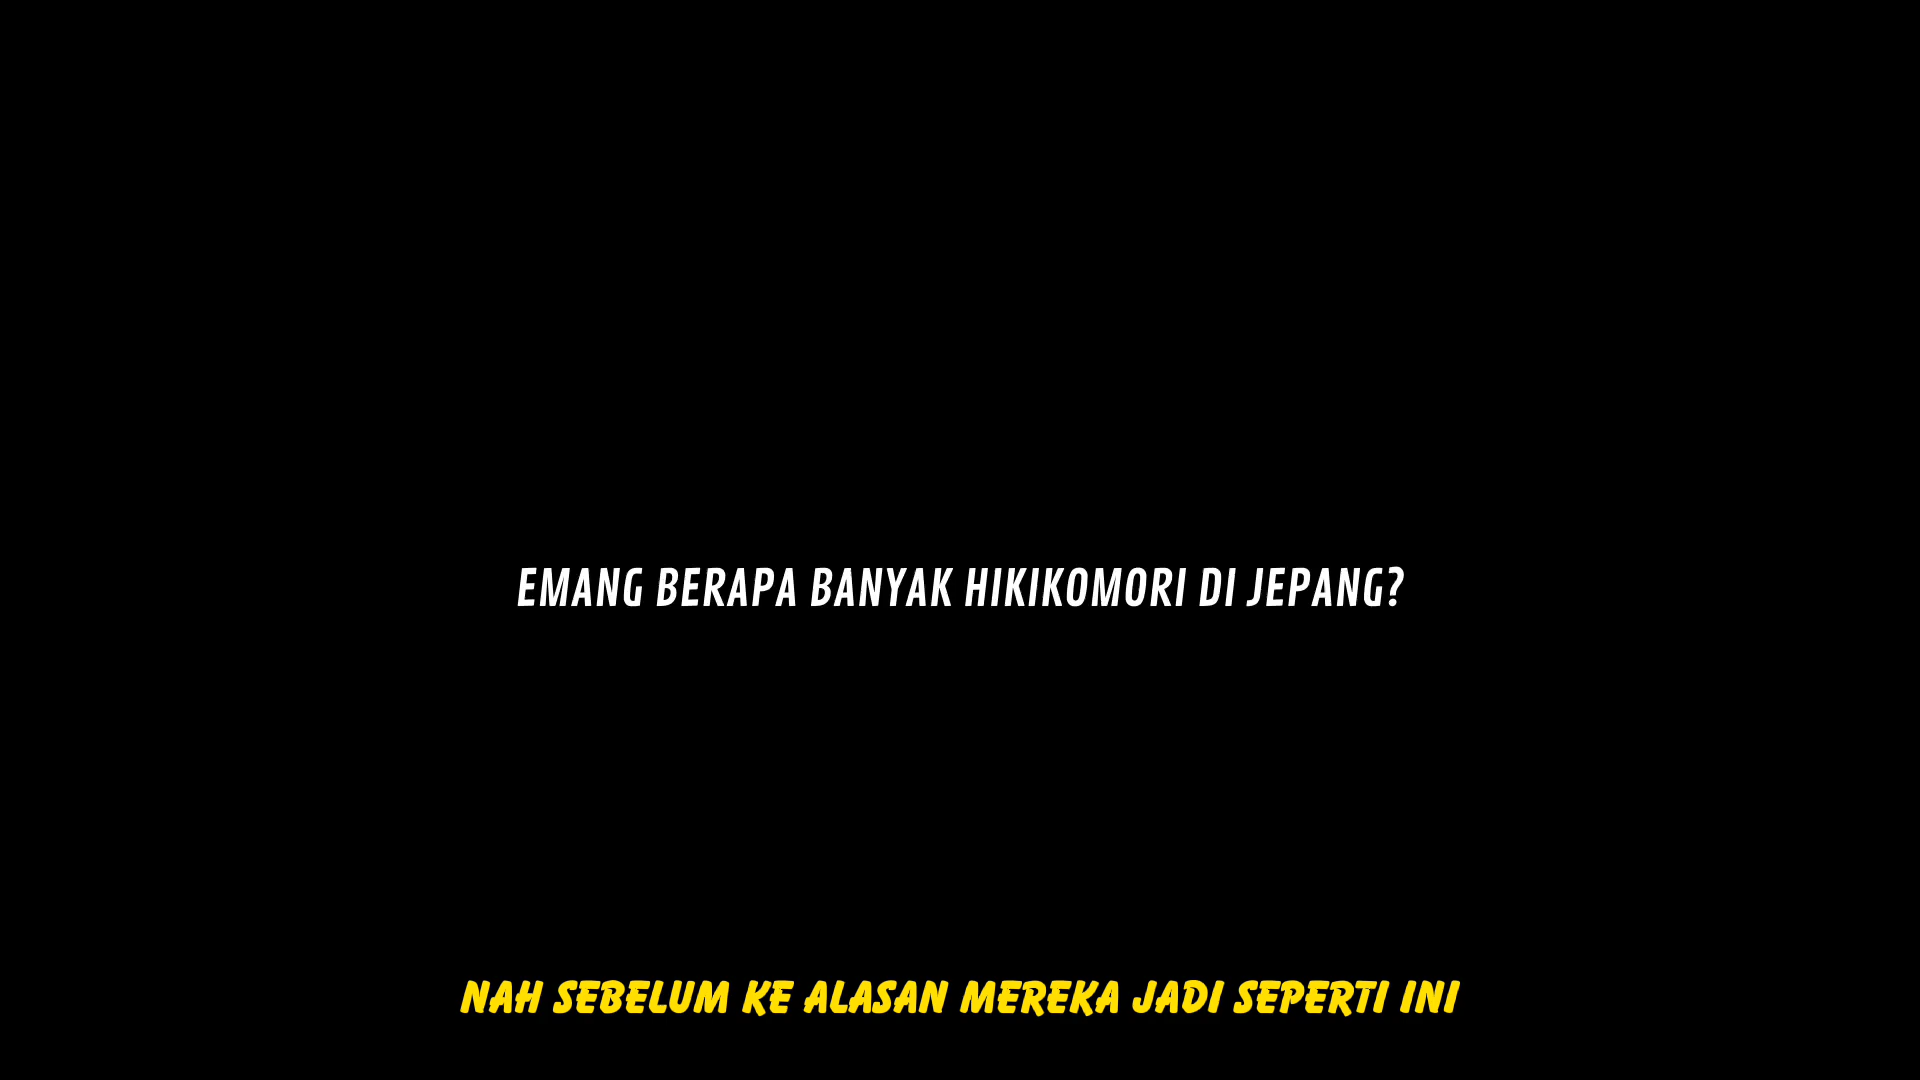 EMANG BERAPA BANYAK HIKIKOMORI DI JEPANG?
NAH SEBELUM KE ALASAN MEREKA JADI SEPERTI INI